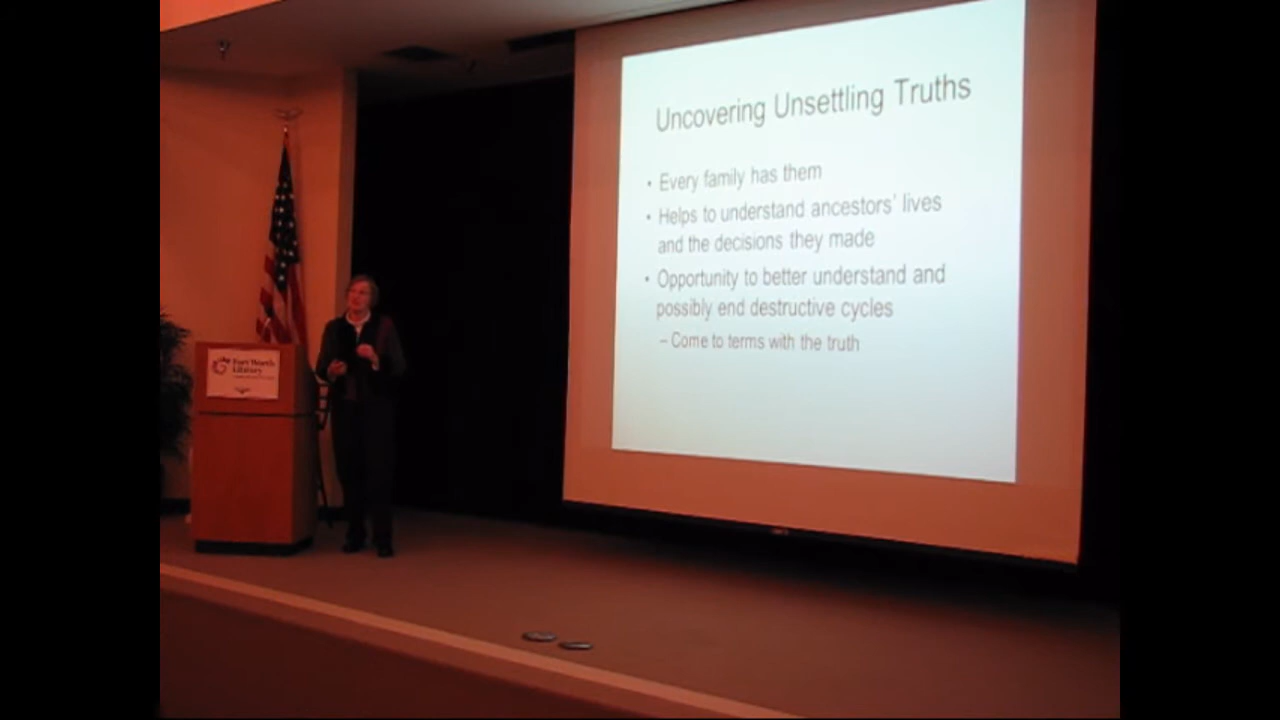 Uncovering Unsettling Truths
• Every family has them
• Helps to understand ancestors' lives
and the decisions they made
• Opportunity to better understand and
possibly end destructive cycles
– Come to terms with the truth
Fort Worth
Library